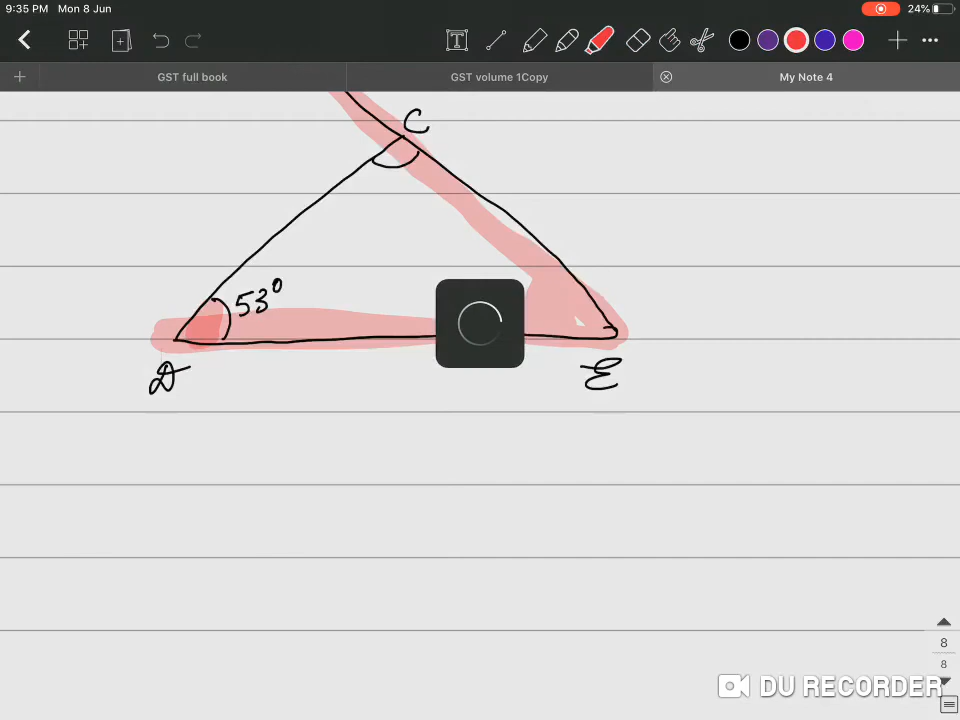 9:35 PM Mon 8 Jun 24%
GST full book GST volume 1Copy My Note 4
C
53°
D E
8
8
DU RECORDER